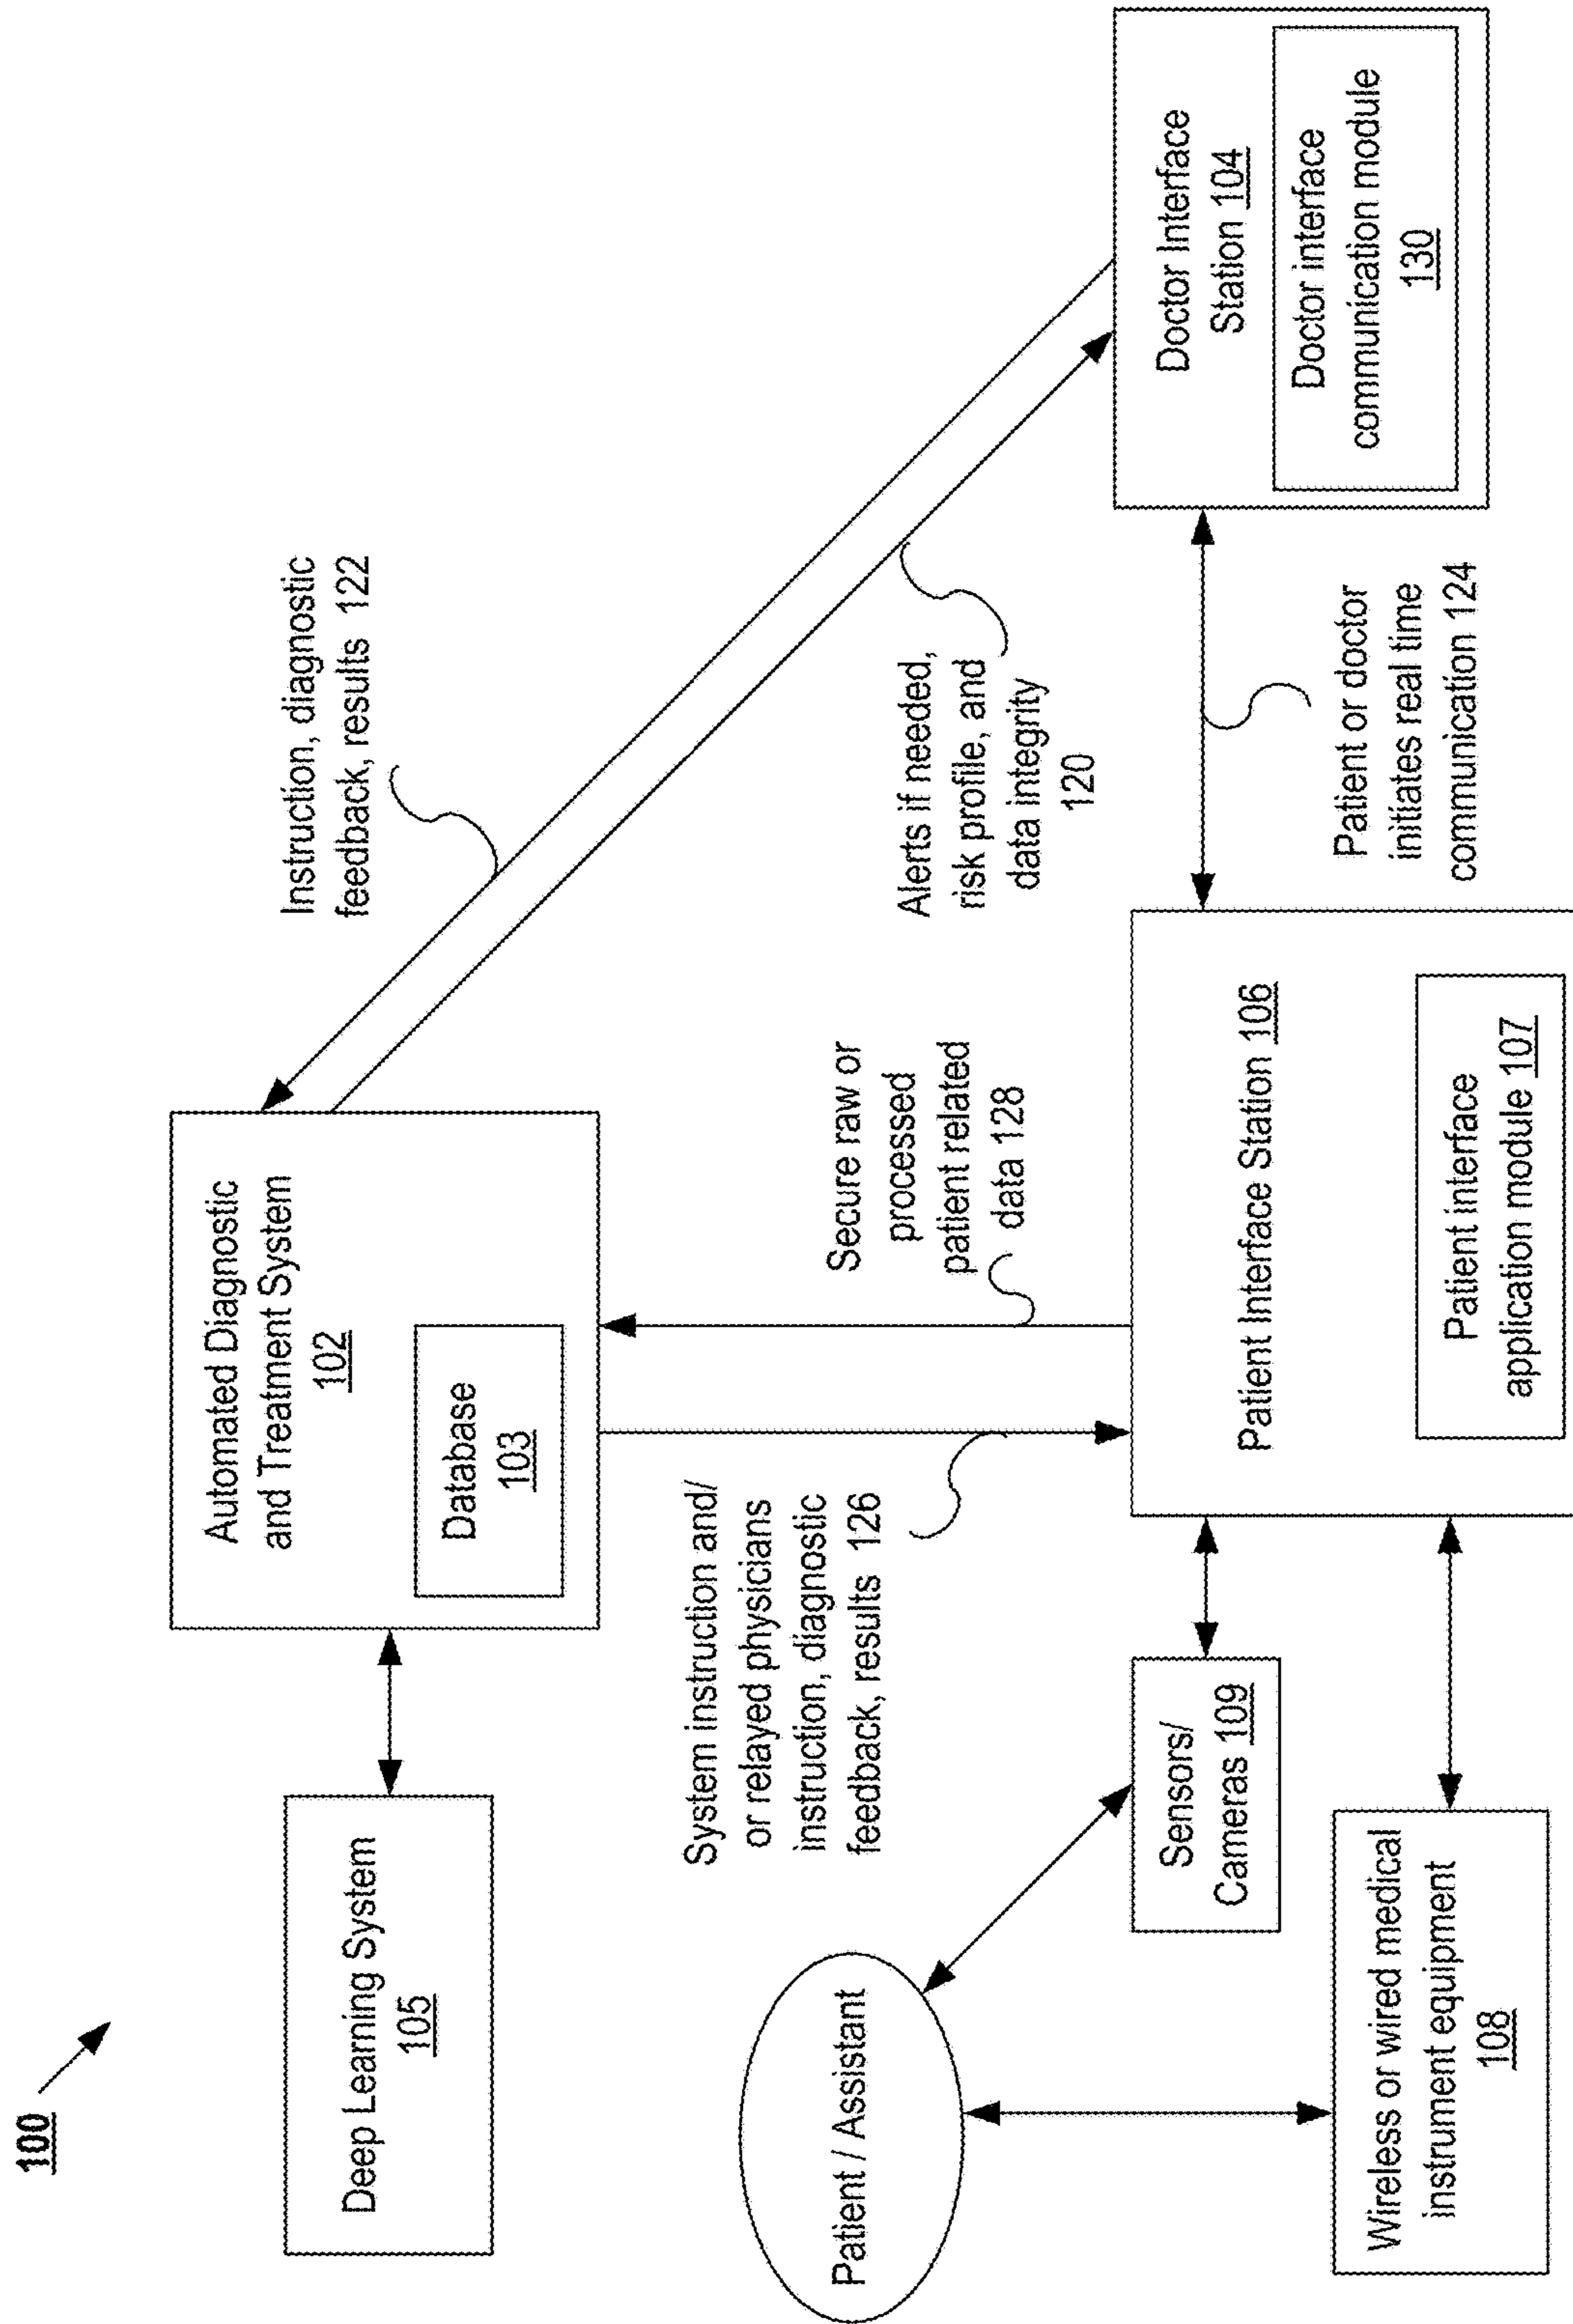 100
Deep Learning System
105
Automated Diagnostic
and Treatment System
102
Database
103
Instruction, diagnostic
feedback, results 122
Alerts if needed,
risk profile, and
data integrity
120
System instruction and/
or relayed physicians
instruction, diagnostic
feedback, results 126
Secure raw or
processed
patient related
data 128
Patient / Assistant
Sensors/
Cameras 109
Wireless or wired medical
instrument equipment
108
Patient Interface Station 106
Patient interface
application module 107
Patient or doctor
initiates real time
communication 124
Doctor Interface
Station 104
Doctor interface
communication module
130